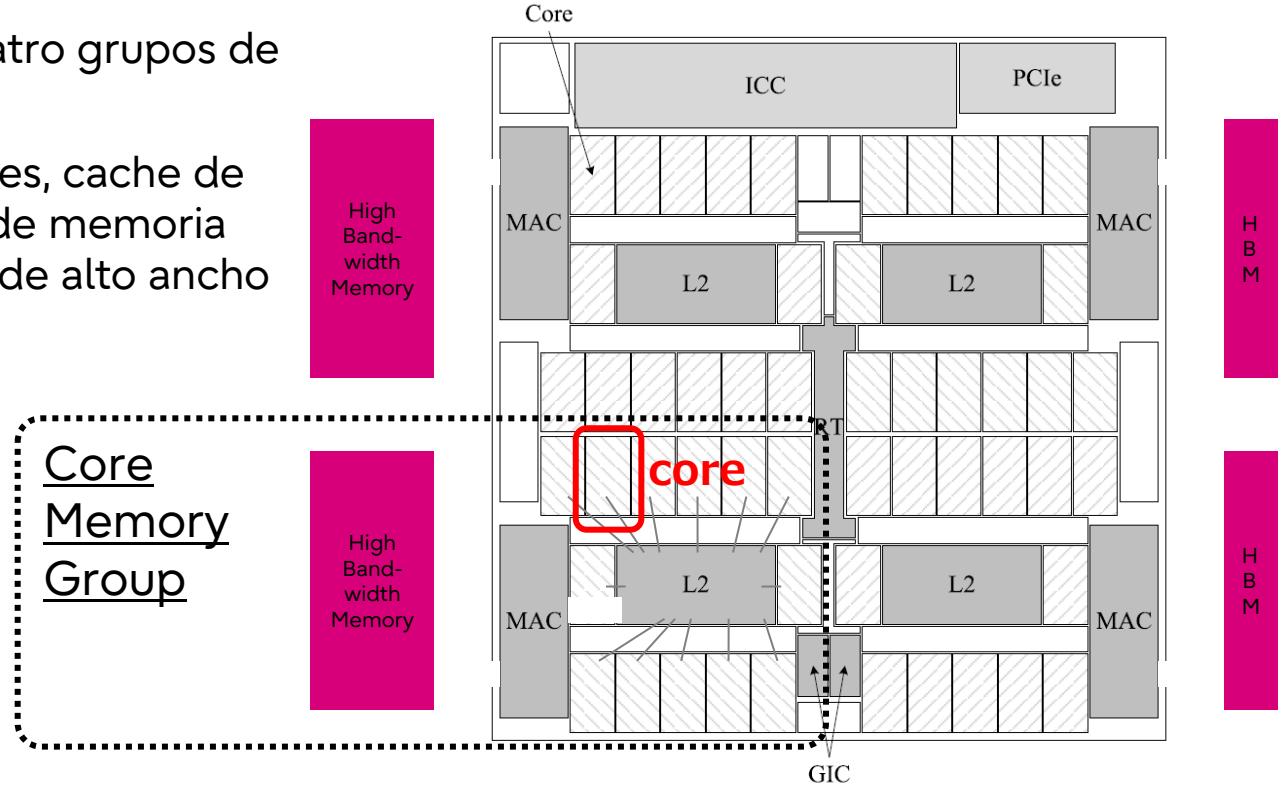 atro grupos de
es, cache de
de memoria
de alto ancho
Core
ICC
PCIe
High
Band-
width
Memory
MAC
MAC
H
B
M
L2
L2
RT
core
Core
Memory
Group
High
Band-
width
Memory
MAC
L2
L2
MAC
H
B
M
GIC